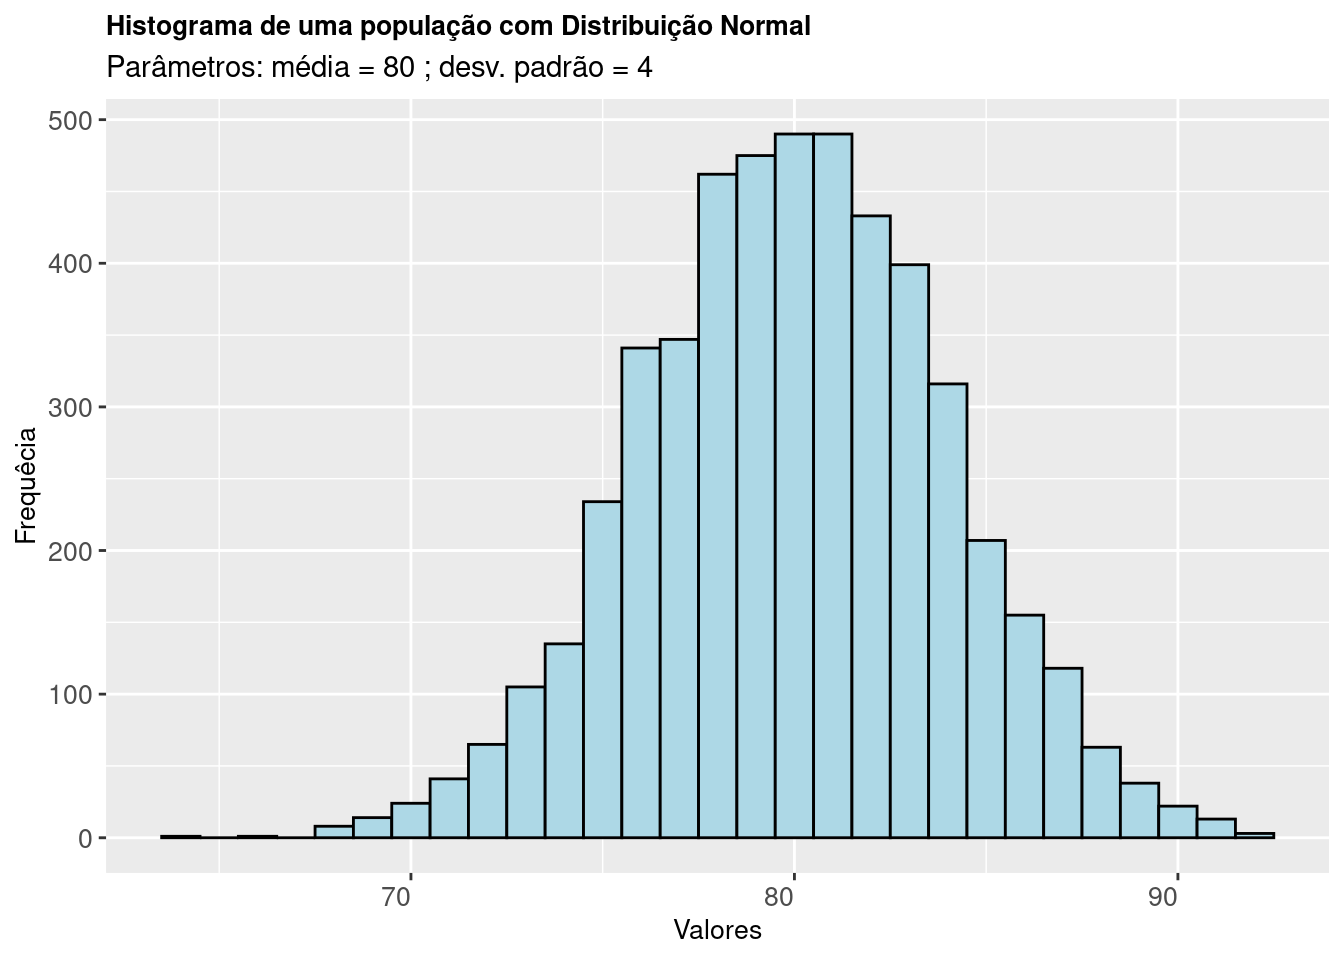 Histograma de uma população com Distribuição Normal
Parâmetros: média = 80 ; desv. padrão = 4
500
400
300
200
100
0
Frequêcia
70 80 90
Valores